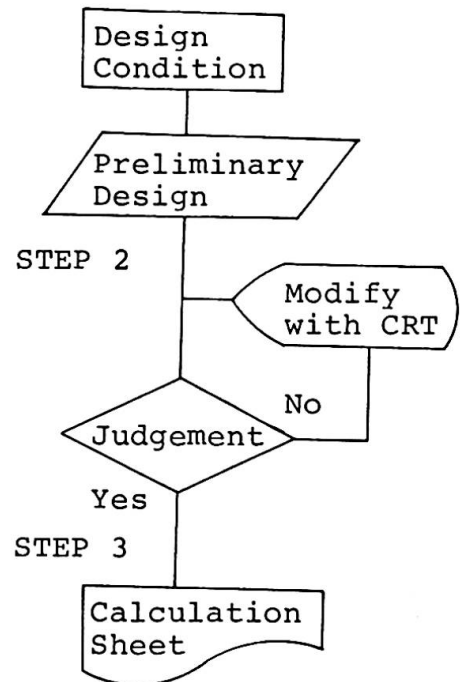 Design
Condition
Preliminary
Design
STEP 2
Modify
with CRT
No
Judgement
Yes
STEP 3
Calculation
Sheet